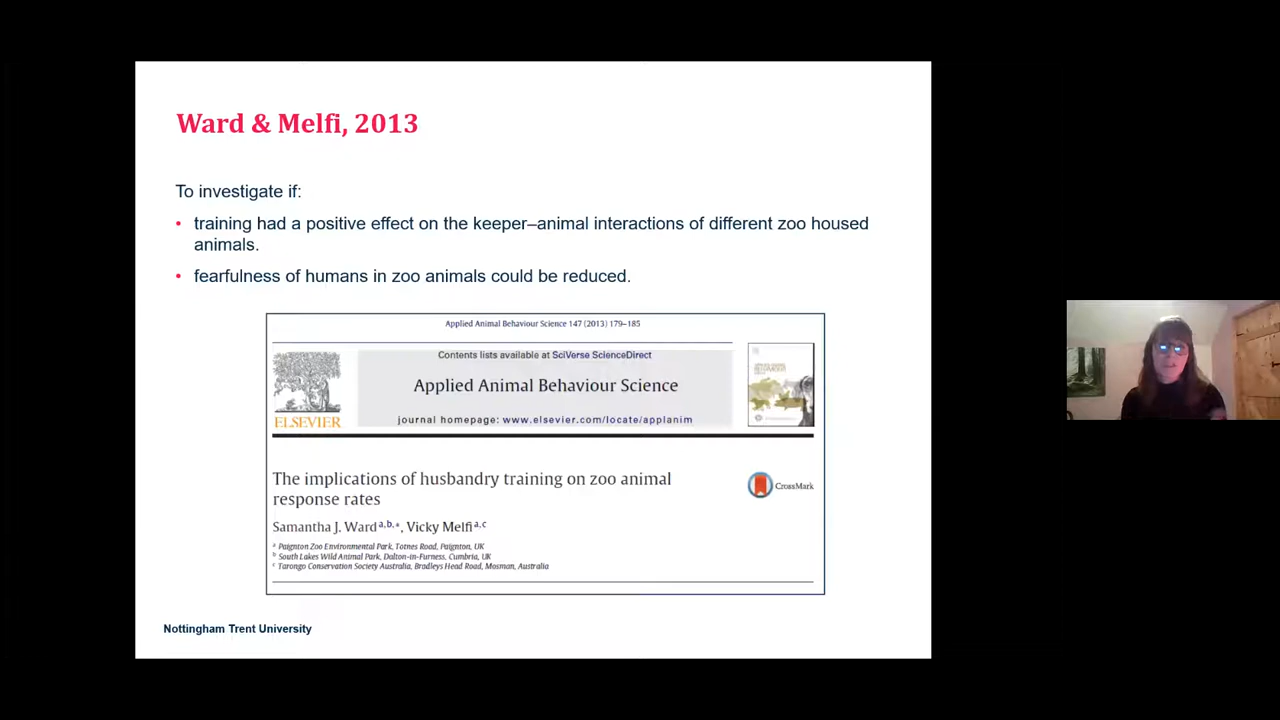 Ward & Melfi, 2013
To investigate if:
• training had a positive effect on the keeper–animal interactions of different zoo housed
animals.
• fearfulness of humans in zoo animals could be reduced.
Applied Animal Behaviour Science 147 (2013) 179–185
Contents lists available at SciVerse ScienceDirect
Applied Animal Behaviour Science
journal homepage: www.elsevier.com/locate/applanim
ELSEVIER
The implications of husbandry training on zoo animal
response rates
CrossMark
Samantha J. Ward a,b,*, Vicky Melfi a,c
a Paignton Zoo Environmental Park, Totnes Road, Paignton, UK
b South Lakes Wild Animal Park, Dalton-in-Furness, Cumbria, UK
c Tarongo Conservation Society Australia, Bradleys Head Road, Mosman, Australia
Nottingham Trent University